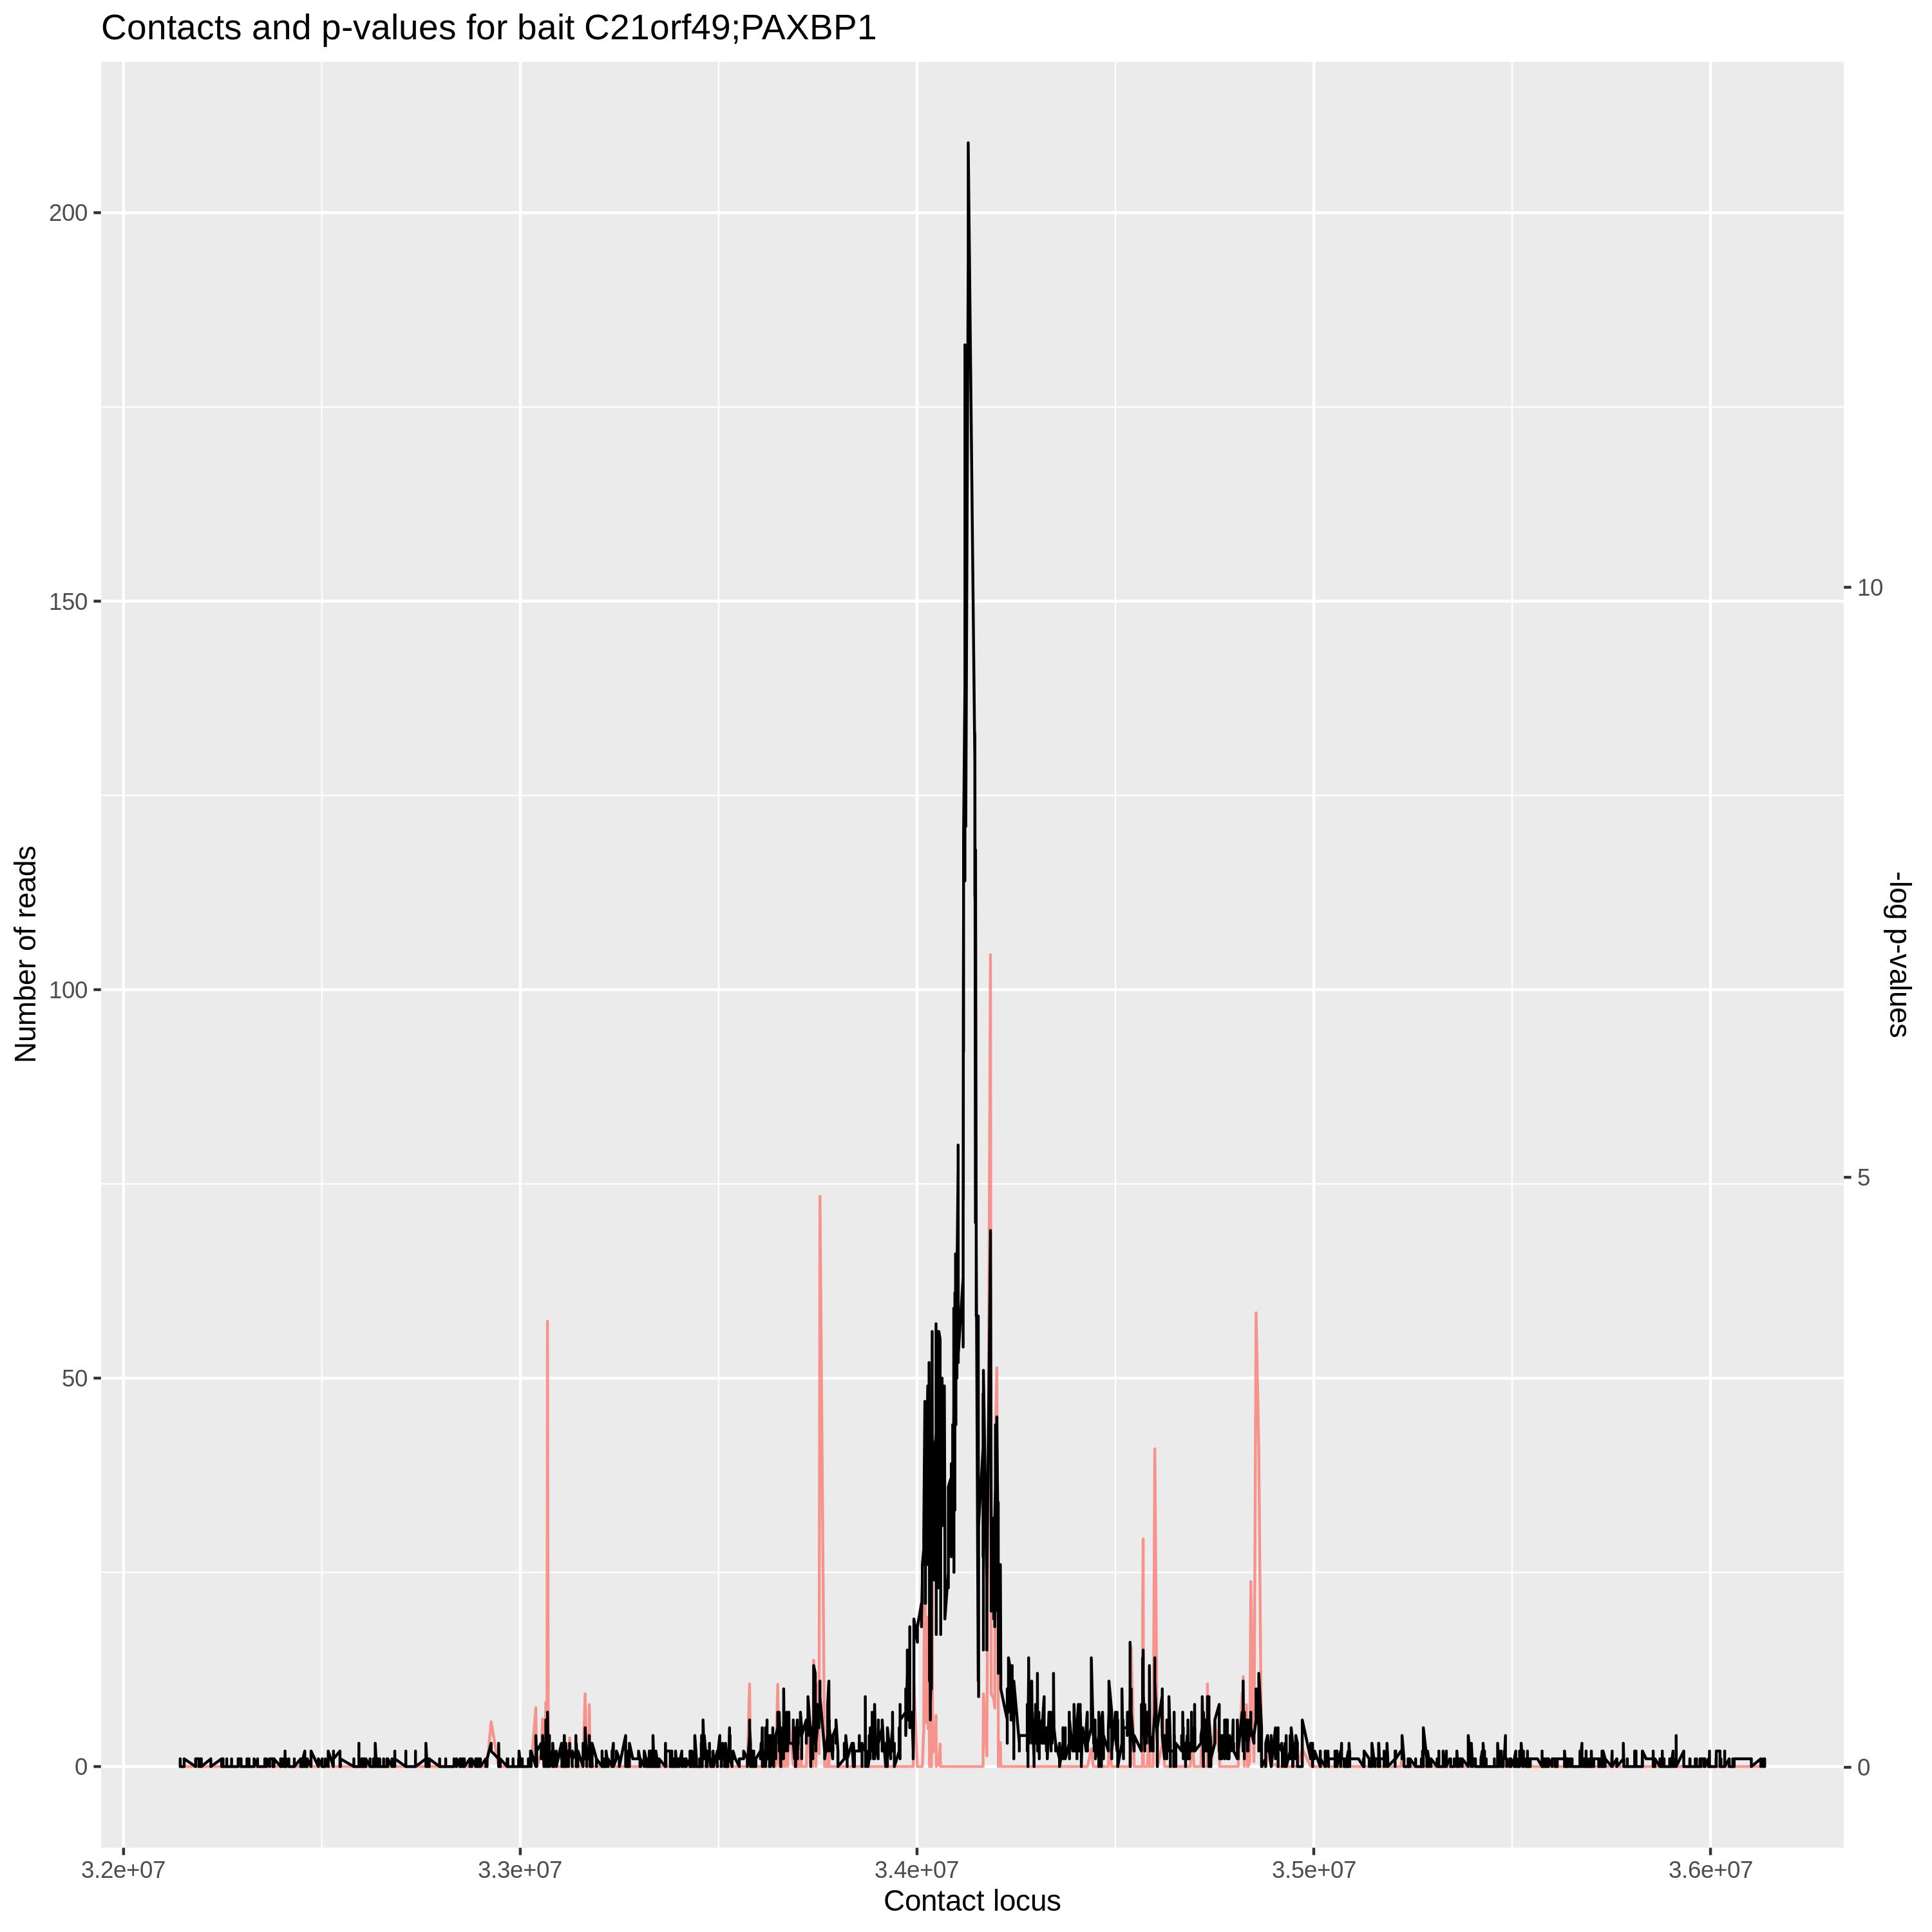 Contacts and p-values for bait C21orf49;PAXBP1
200
150
100
50
0
Number of reads
10
5
0
-log p-values
3.2e+07
3.3e+07
3.4e+07
3.5e+07
3.6e+07
Contact locus